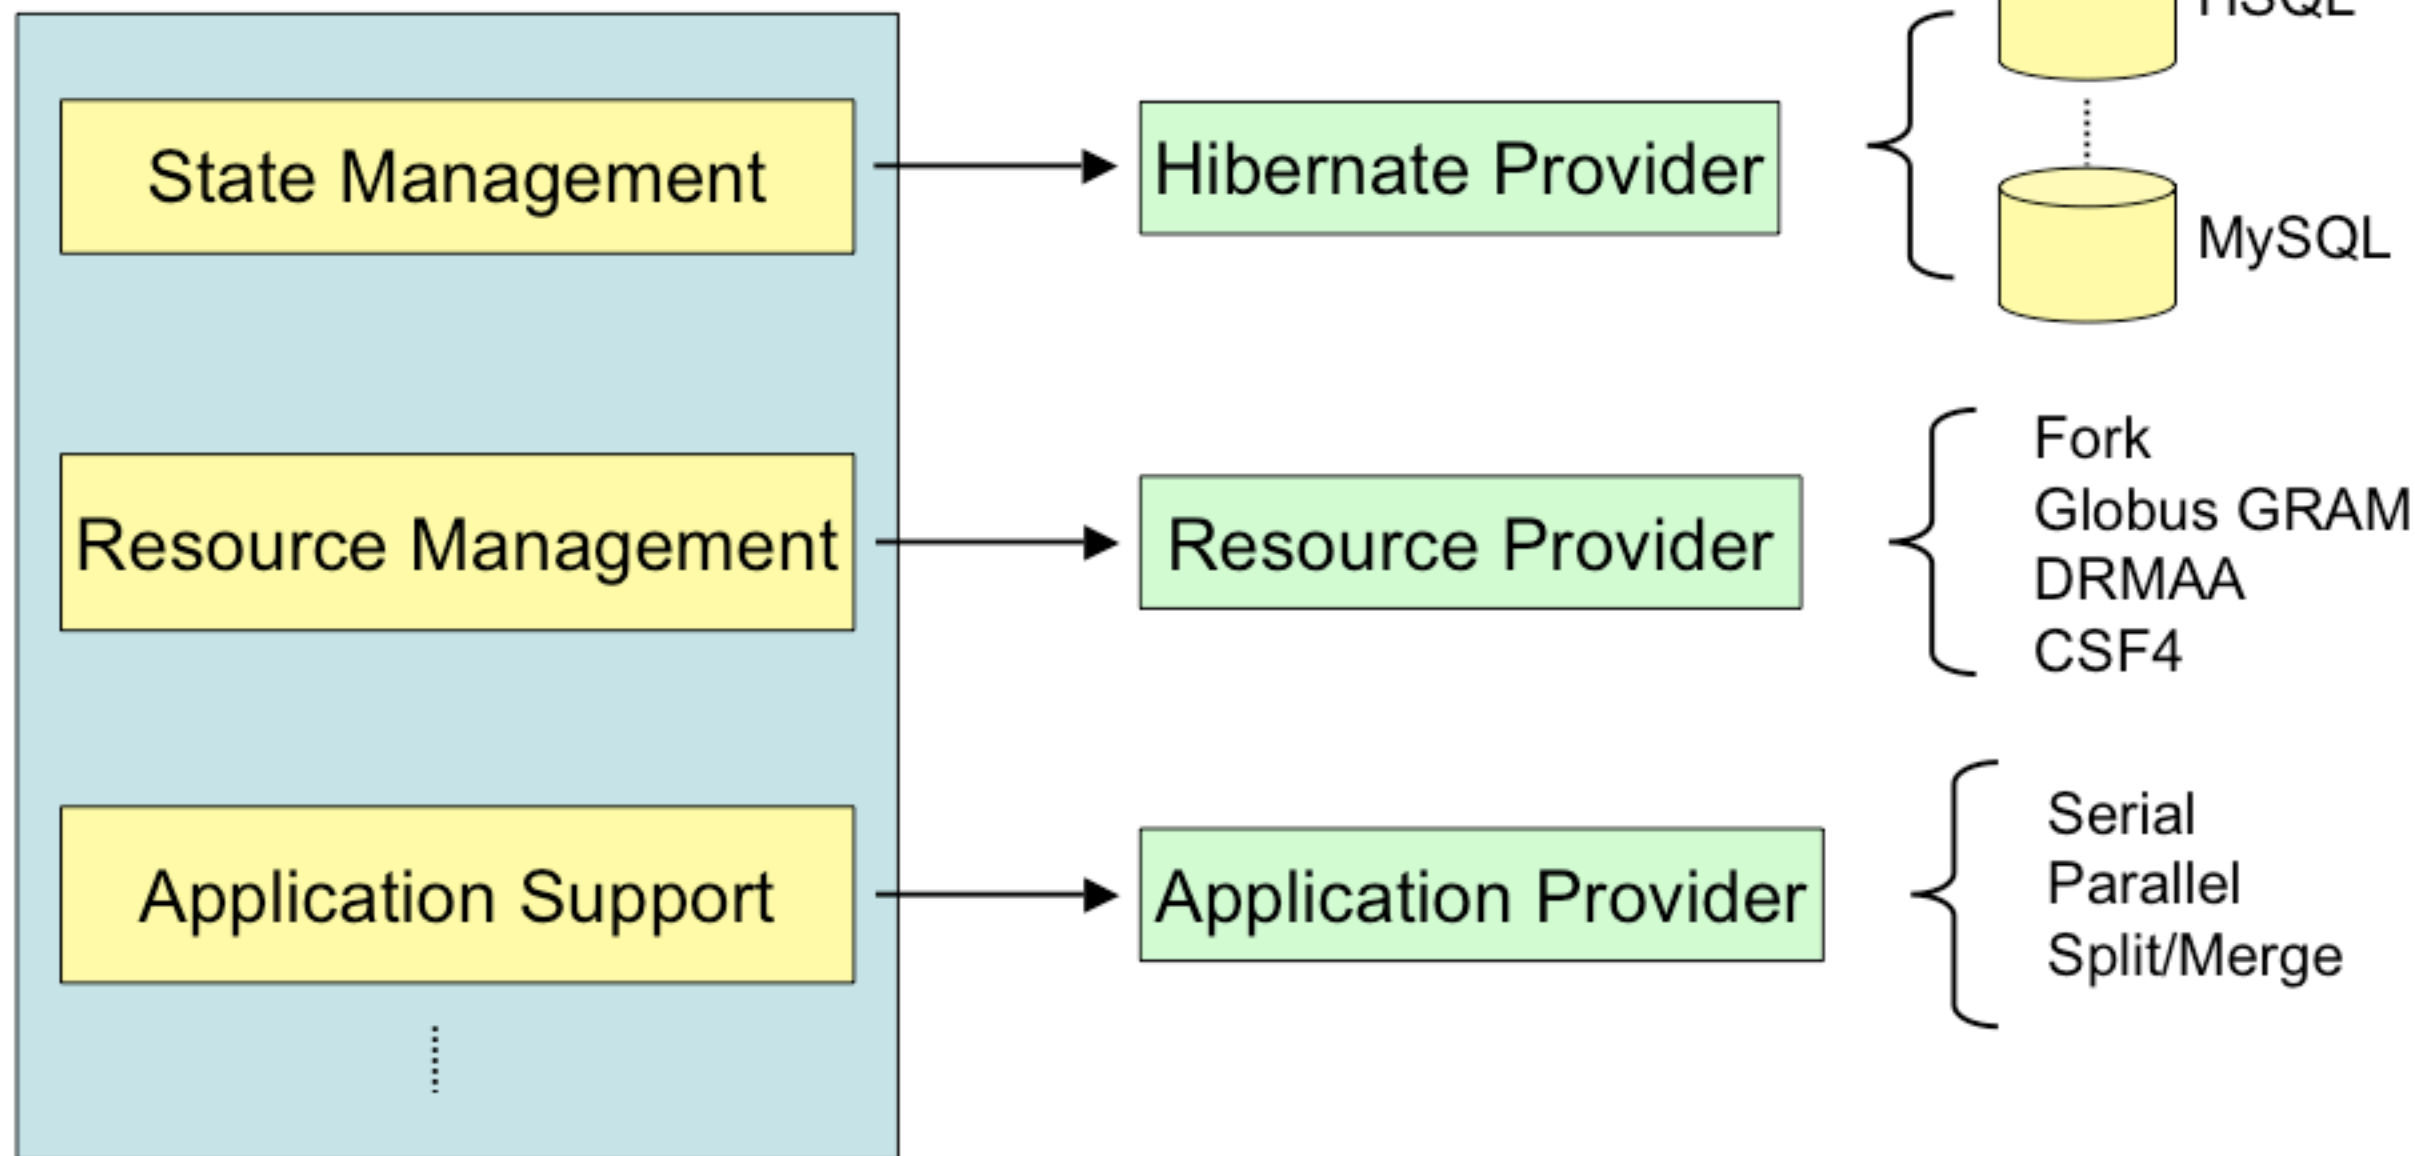 HSQL
State Management
Hibernate Provider
MySQL
Resource Management
Resource Provider
Fork
Globus GRAM
DRMAA
CSF4
Application Support
Application Provider
Serial
Parallel
Split/Merge